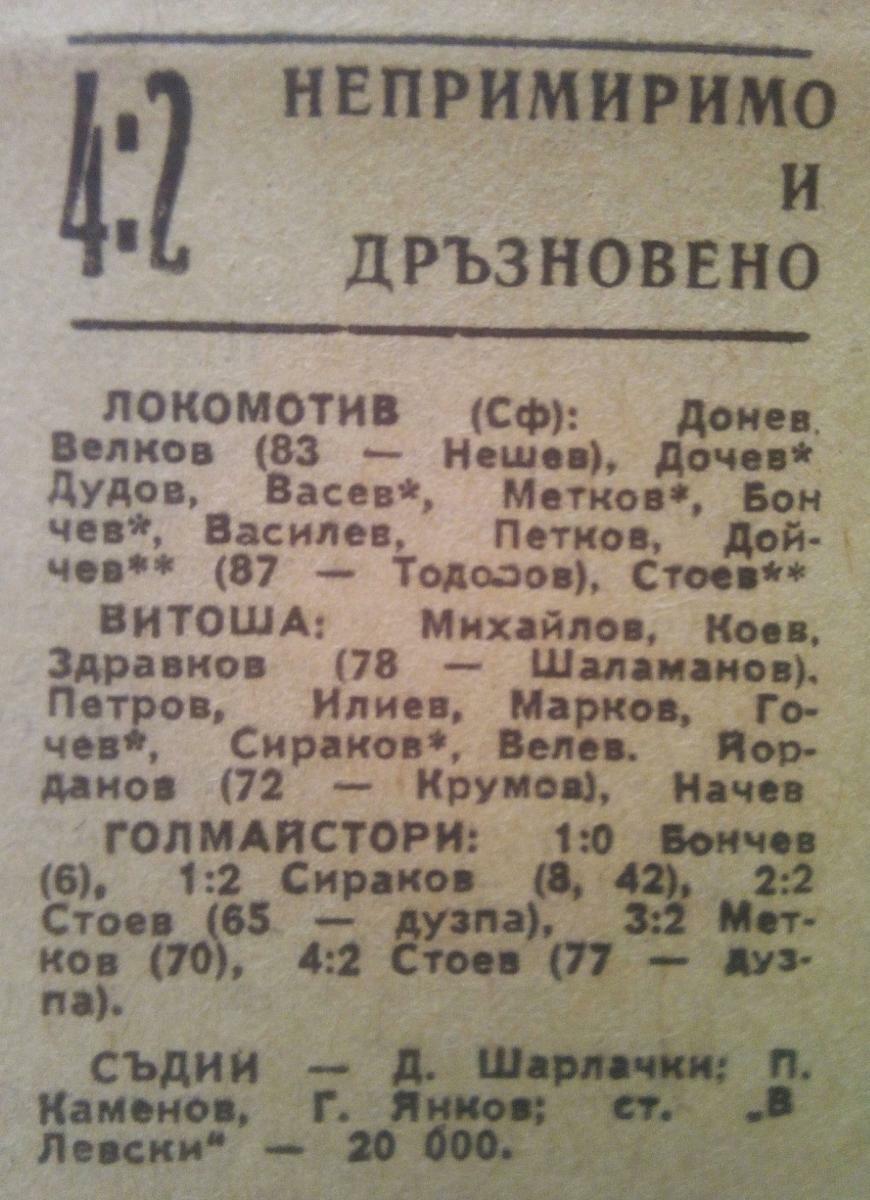 4:2
НЕПРИМИРИМО
И
ДРЪЗНОВЕНО
ЛОКОМОТИВ (Сф): Донев.
Велков (83 — Нешев), Дочев*
Дудов, Васев*, Метков*, Бон
чев*, Василев, Петков, Дой-
чев** (87 — Тодоров), Стоев**
ВИТОША: Михайлов, Коев,
Здравков (78 — Шаламанов).
Петров, Илиев, Марков, Го-
чев*, Сираков*, Велев. Йор-
данов (72 — Крумов), Начев
ГОЛМАЙСТОРИ: 1:0 Бончев
(6), 1:2 Сираков (8, 42), 2:2
Стоев (65 — дузпа), 3:2 Мет-
ков (70), 4:2 Стоев (77 — дуз-
па).
СЪДИИ — Д. Шарлачки; П.
Каменов, Г. Янков; ст. „В
Левски“ — 20 000.